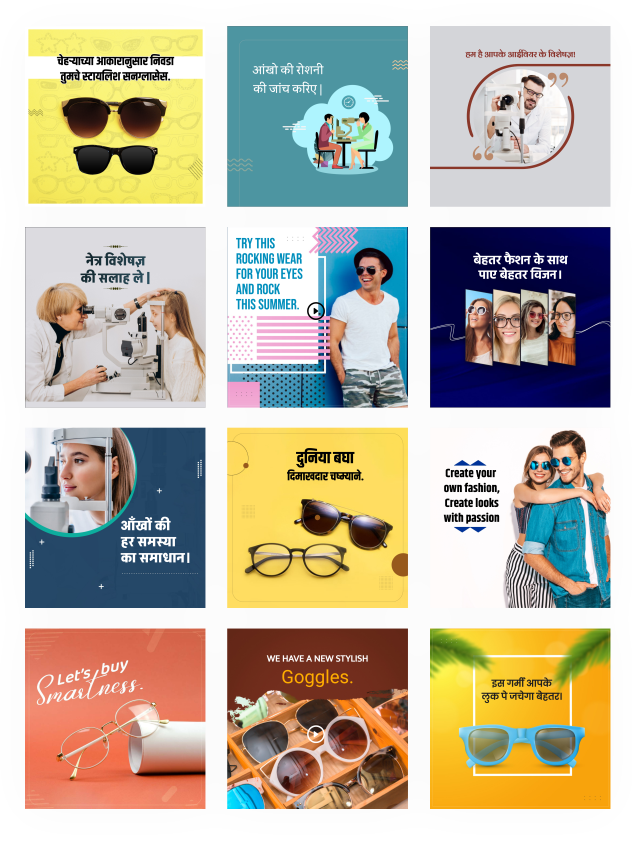 चेहऱ्याच्या आकारानुसार निवडा
तुमचे स्टायलिश सनग्लासेस.
आंखो की रोशनी
की जांच करिए |
हम है आपके आईवियर के विशेषज्ञ!
नेत्र विशेषज्ञ
की सलाह ले |
TRY THIS
ROCKING WEAR
FOR YOUR EYES
AND ROCK
THIS SUMMER.
बेहतर फैशन के साथ
पाए बेहतर विजन।
आँखों की
हर समस्या
का समाधान।
दुनिया बघा
दिमाखदार चष्म्याने.
Create your
own fashion,
Create looks
with passion
Let's buy
Smartness.
WE HAVE A NEW STYLISH
Goggles.
इस गर्मी आपके
लुक पे जचेगा बेहतर।